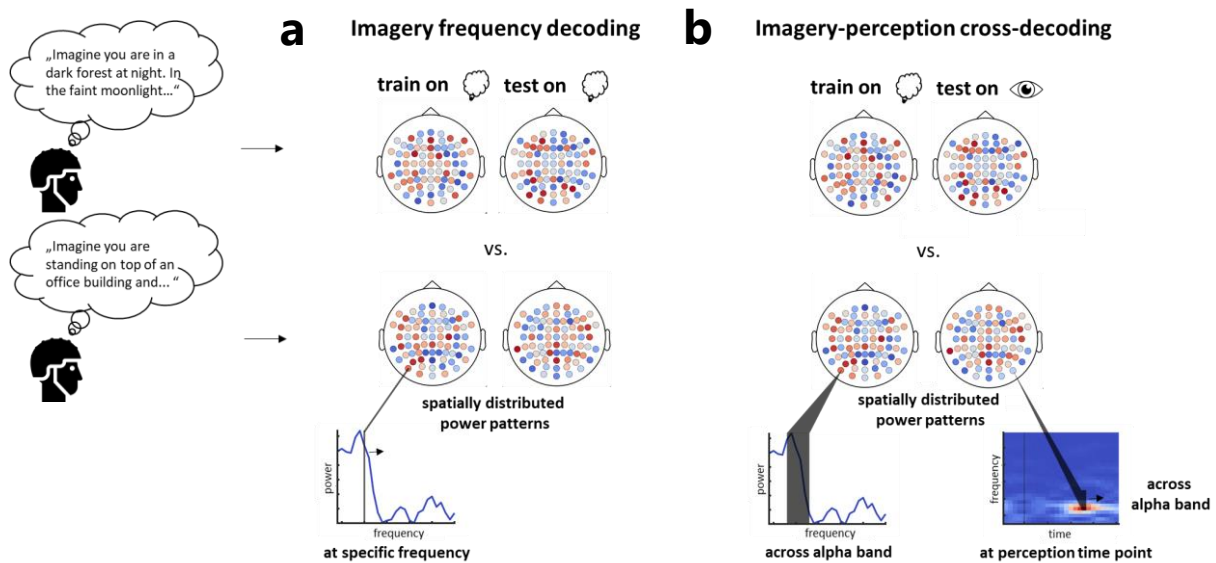 „Imagine you are in a
dark forest at night. In
the faint moonlight...“
„Imagine you are
standing on top of an
office building and... “
a
Imagery frequency decoding
train on
test on
vs.
spatially distributed
power patterns
power
frequency
at specific frequency
b
Imagery-perception cross-decoding
train on
test on
vs.
spatially distributed
power patterns
power
frequency
across alpha band
frequency
time
at perception time point
across
alpha band